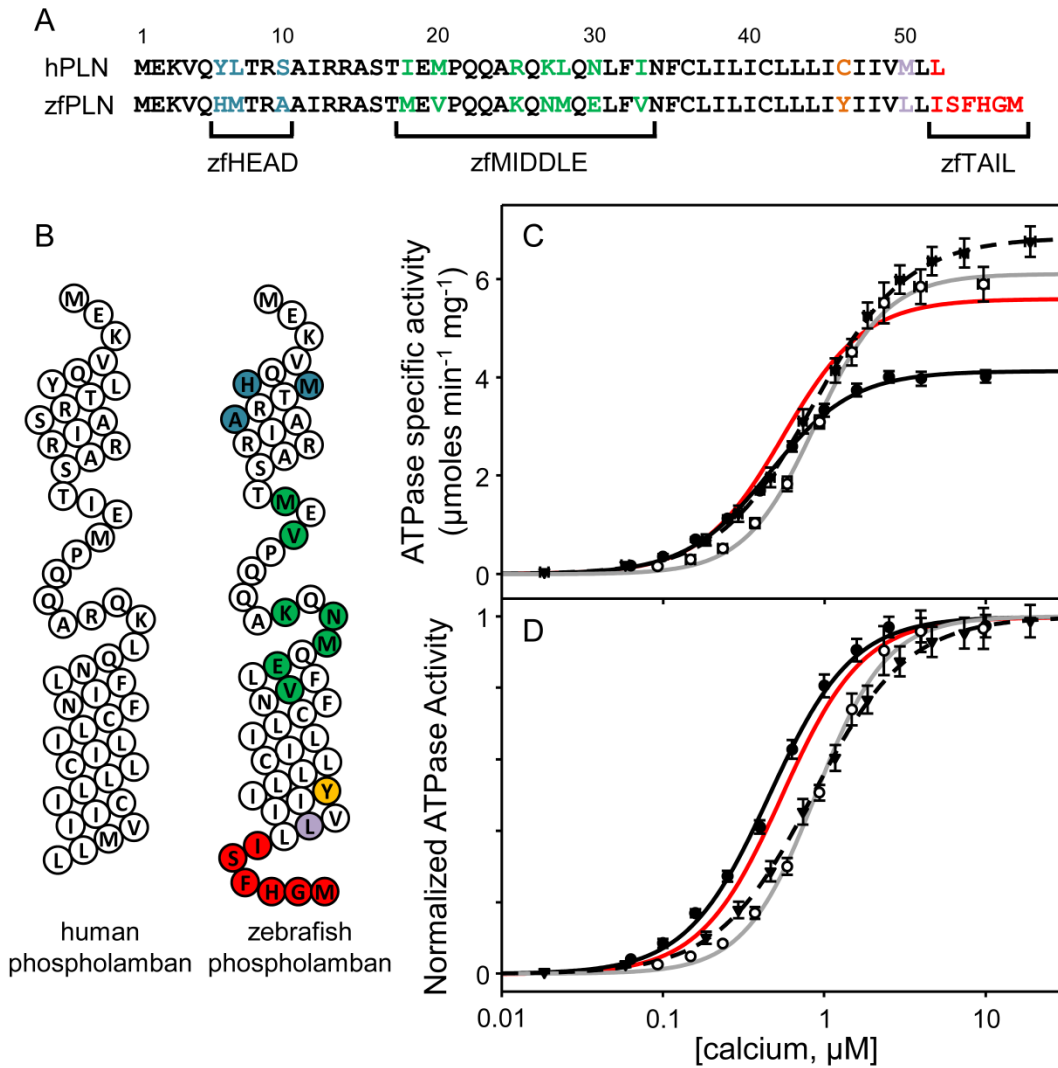 A
1 10 20 30 40 50
hPLN MEKVQYLTRSAIRRASTIEMPQQARQKLQNLFINFCLILICLLLICIIVMLL
zfPLN MEKVQHMTRAAIRRASTMEVPQQAKQNMQELFVNFCLILICLLLIYIIVLLISFHGM
zfHEAD zfMIDDLE zfTAIL
B
M E K V Q Y L T R S A I R R A S T I E M P Q Q A R Q K L Q N L F I N F C L I L I C L L L I C I I V M L L
human
phospholamban
M E K V Q H M T R A A I R R A S T M E V P Q Q A K Q N M Q E L F V N F C L I L I C L L L I Y I I V L L I S F H G M
zebrafish
phospholamban
C
ATPase specific activity
(µmoles min⁻¹ mg⁻¹)
6
4
2
0
D
Normalized ATPase Activity
1
0
0.01 0.1 1 10
[calcium, µM]